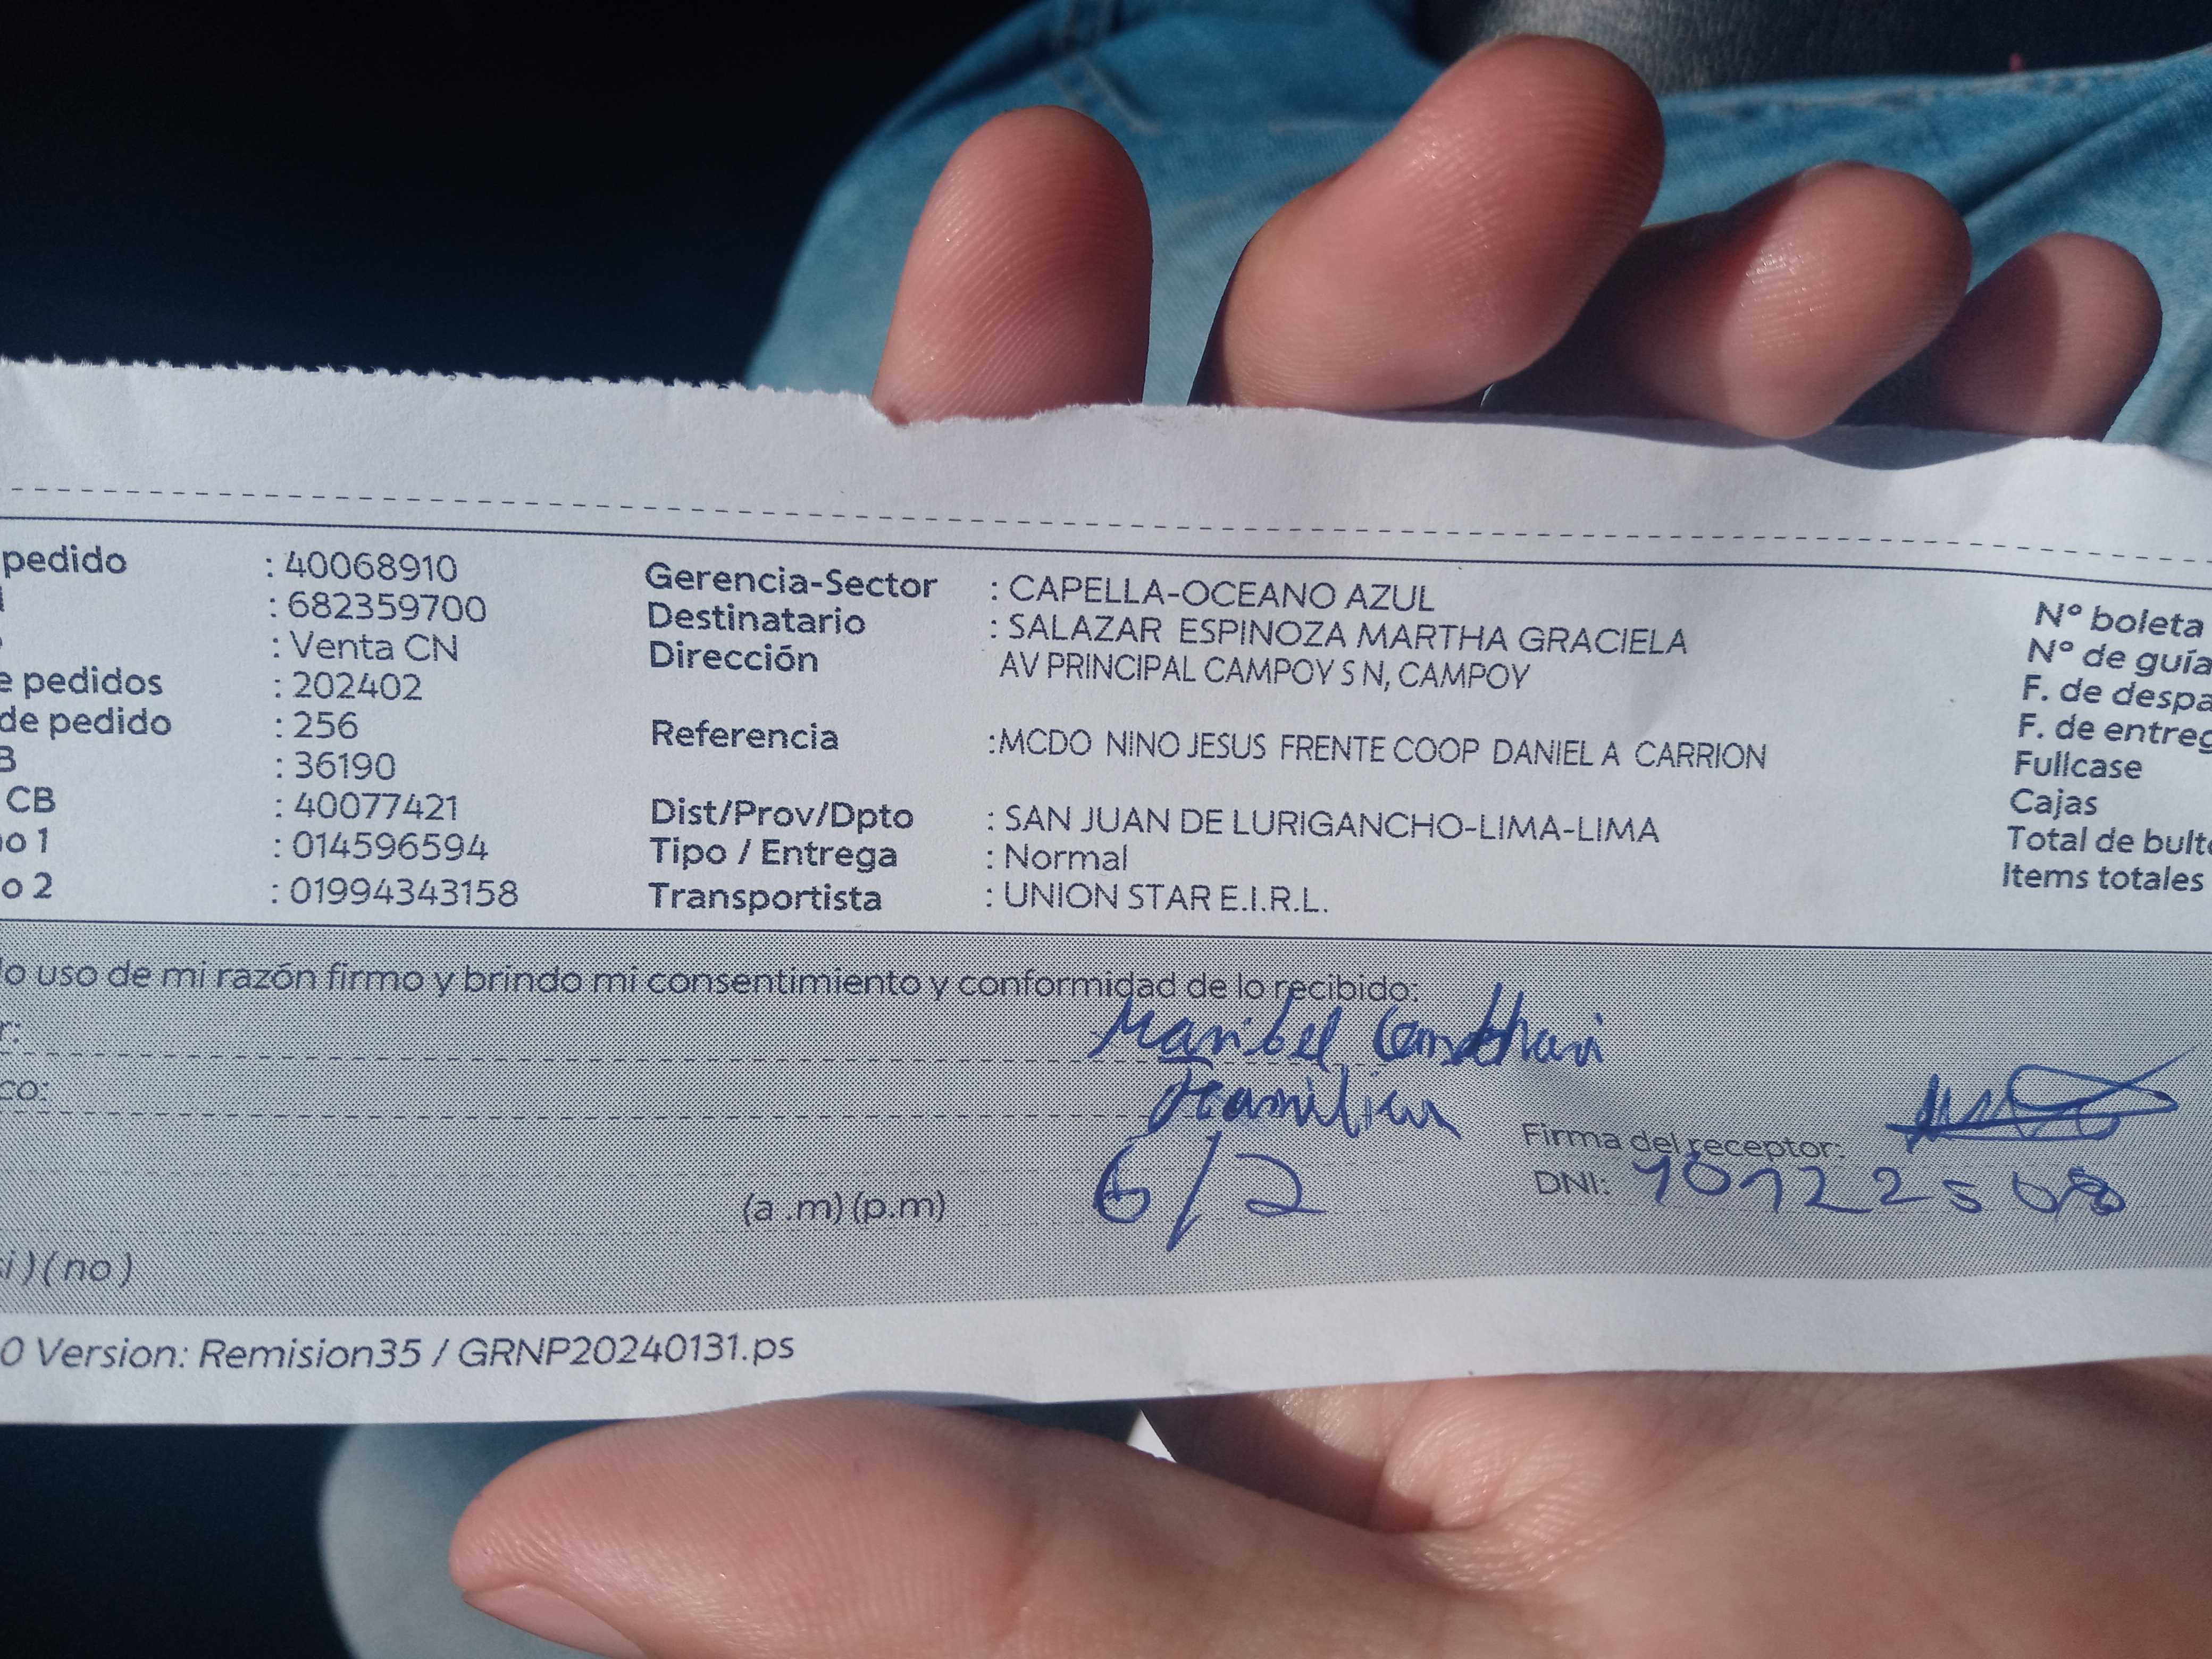 pedido : 40068910
: 682359700
: Venta CN
e pedidos : 202402
de pedido : 256
B : 36190
CB : 40077421
o 1 : 014596594
o 2 : 01994343158
Gerencia-Sector : CAPELLA-OCEANO AZUL
Destinatario : SALAZAR ESPINOZA MARTHA GRACIELA
Dirección AV PRINCIPAL CAMPOY S N, CAMPOY
Referencia :MCDO NINO JESUS FRENTE COOP DANIEL A CARRION
Dist/Prov/Dpto : SAN JUAN DE LURIGANCHO-LIMA-LIMA
Tipo / Entrega : Normal
Transportista : UNION STAR E.I.R.L.
N° boleta
N° de guía
F. de despa
F. de entreg
Fullcase
Cajas
Total de bulto
Items totales
lo uso de mi razón firmo y brindo mi consentimiento y conformidad de lo recibido:
r: Maribel
co:
Firma del receptor:
(a .m) (p.m) 6/2
DNI:
si ) ( no )
0 Version: Remision35 / GRNP20240131.ps